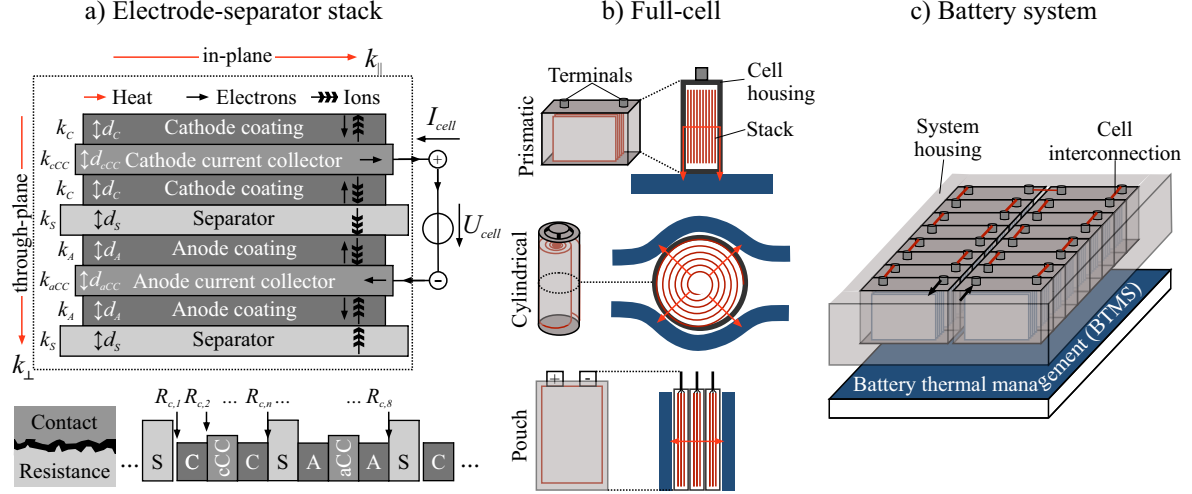 a) Electrode-separator stack
in-plane
k∥
Heat
Electrons
Ions
through-plane
k⊥
k_C
d_C
Cathode coating
k_cCC
d_cCC
Cathode current collector
k_C
d_C
Cathode coating
k_S
d_S
Separator
k_A
d_A
Anode coating
k_aCC
d_aCC
Anode current collector
k_A
d_A
Anode coating
k_S
d_S
Separator
I_cell
+
U_cell
-
R_c,1 R_c,2 ... R_c,n ... ... R_c,8
Contact
Resistance
... S C cCC C S A aCC A S C ...
b) Full-cell
Prismatic
Terminals
Cell
housing
Stack
Cylindrical
Pouch
+ -
c) Battery system
System
housing
Cell
interconnection
Battery thermal management (BTMS)